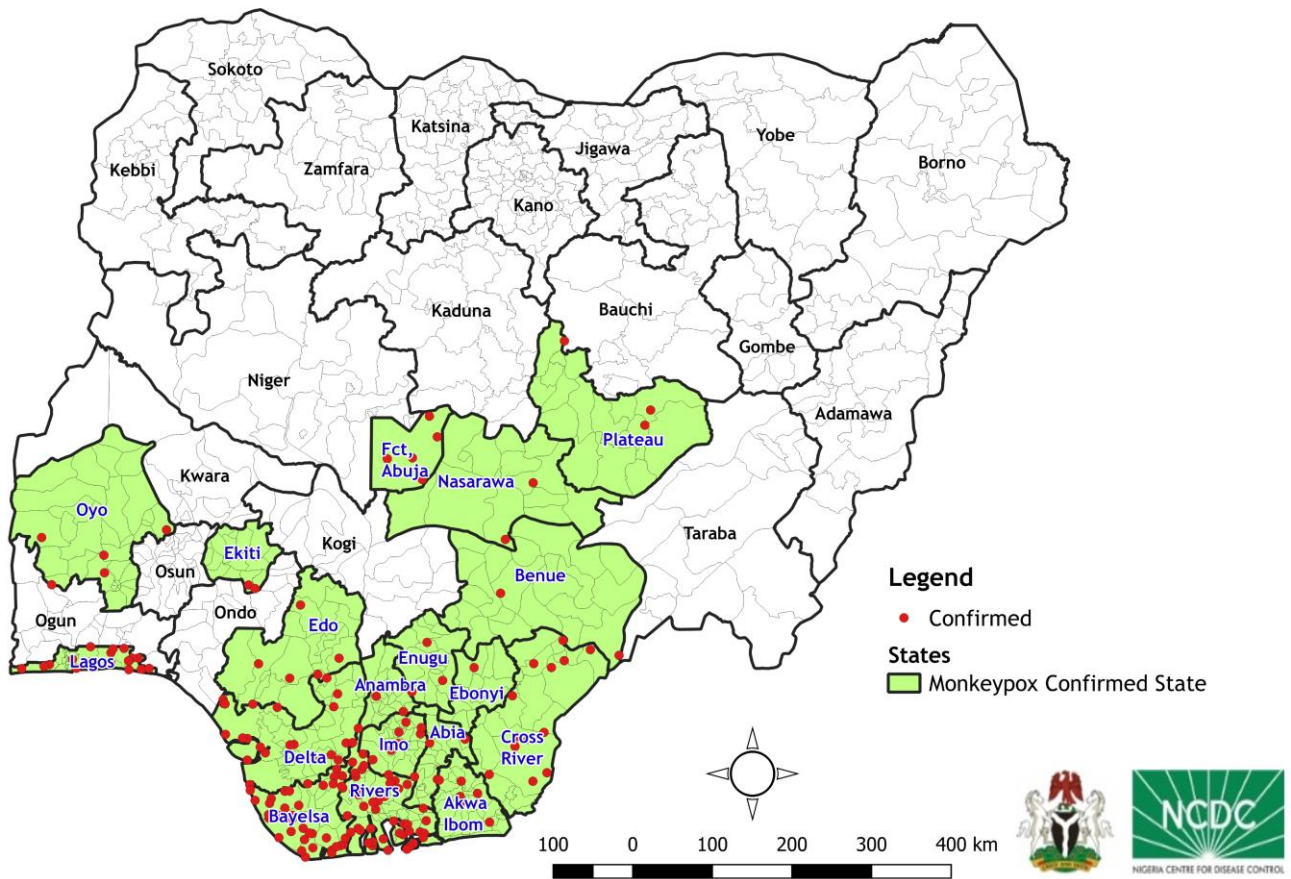 Sokoto
Katsina
Yobe
Jigawa
Borno
Kebbi
Zamfara
Kano
Kaduna
Bauchi
Gombe
Niger
Adamawa
Plateau
Fct,
Abuja
Nasarawa
Kwara
Oyo
Taraba
Kogi
Ekiti
Osun
Benue
Ogun
Ondo
Edo
Lagos
Enugu
Anambra
Ebonyi
Abia
Imo
Cross
River
Delta
Rivers
Akwa
Ibom
Bayelsa
Legend
Confirmed
States
Monkeypox Confirmed State
100 0 100 200 300 400 km
NCDC
NIGERIA CENTRE FOR DISEASE CONTROL